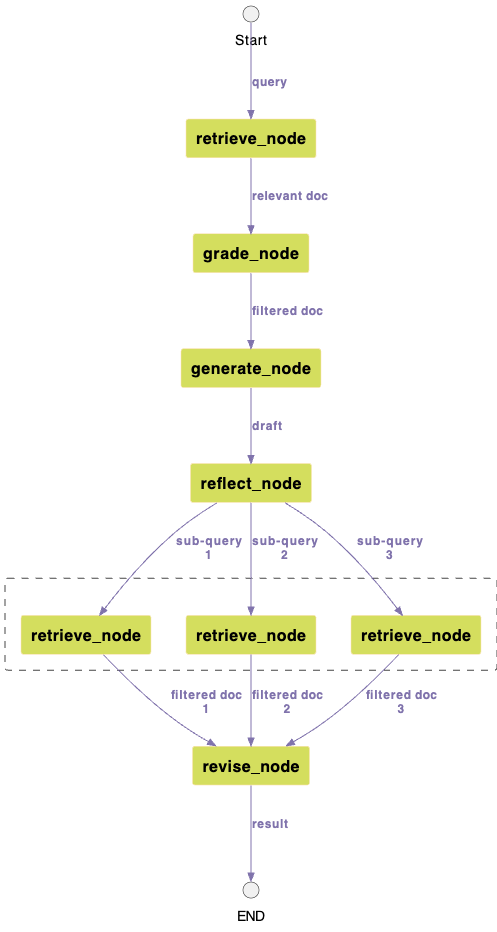 Start
query
retrieve_node
relevant doc
grade_node
filtered doc
generate_node
draft
reflect_node
sub-query
1
sub-query
2
sub-query
3
retrieve_node
retrieve_node
retrieve_node
filtered doc
1
filtered doc
2
filtered doc
3
revise_node
result
END